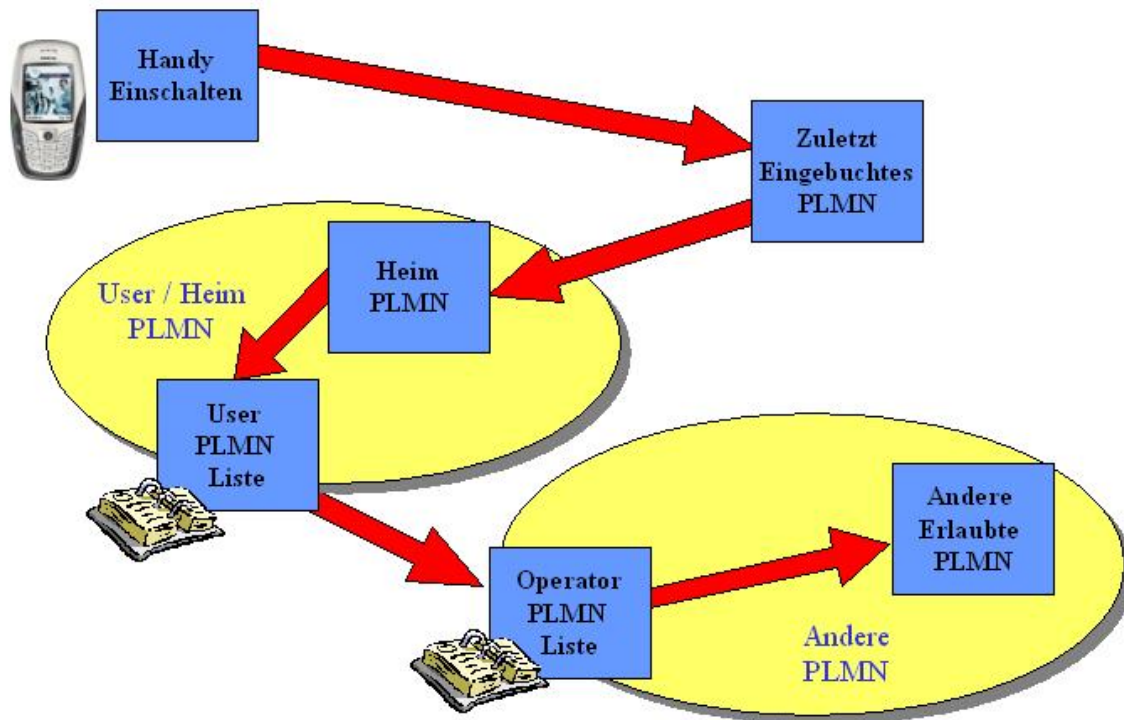 Handy
Einschalten
Zuletzt
Eingebuchtes
PLMN
Heim
PLMN
User / Heim
PLMN
User
PLMN
Liste
Andere
Erlaubte
PLMN
Operator
PLMN
Liste
Andere
PLMN